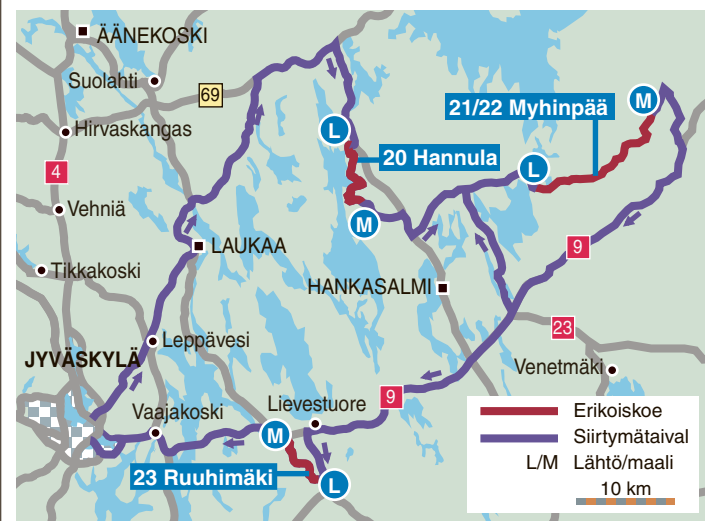 ÄÄNEKOSKI
Suolahti
69
Hirvaskangas
4
Vehniä
Tikkakoski
LAUKAA
Leppävesi
JYVÄSKYLÄ
Vaajakoski
Lievestuore
M
23 Ruuhimäki
L
L
20 Hannula
M
21/22 Myhinpää
M
L
HANKASALMI
9
23
Venetmäki
9
Erikoiskoe
Siirtymätaival
L/M Lähtö/maali
10 km